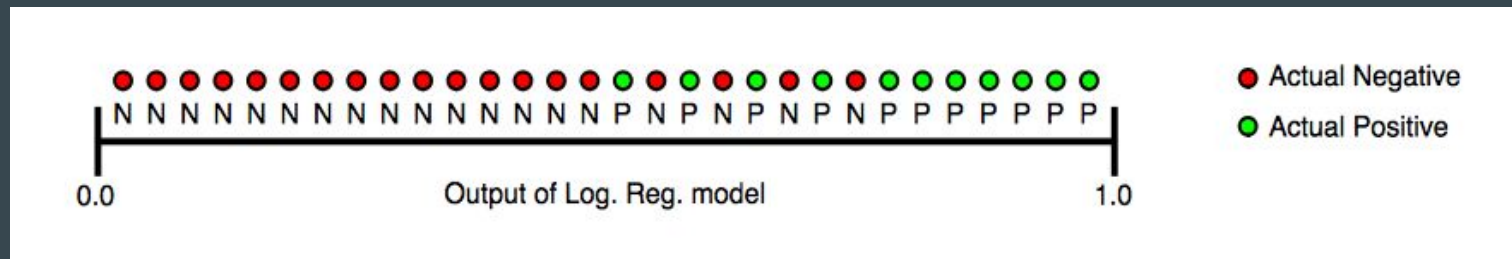 Actual Negative
N N N N N N N N N N N N N N N P N P N P N P N P P P P P P P
Actual Positive
0.0 Output of Log. Reg. model 1.0